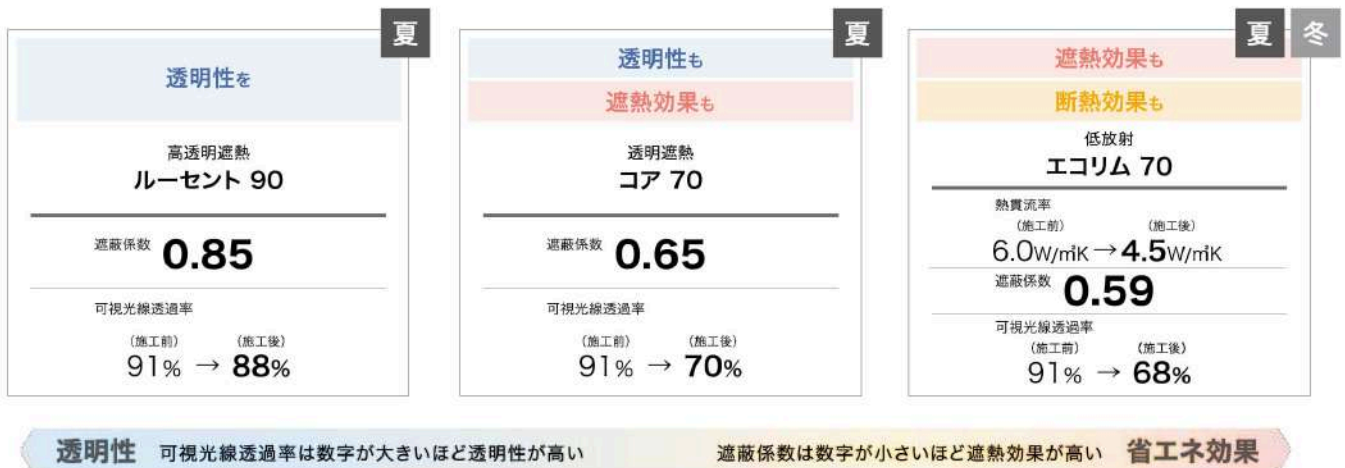 夏
透明性を
高透明遮熱
ルーセント 90
遮蔽係数 0.85
可視光線透過率
(施工前) (施工後)
91% → 88%
夏
透明性も
遮熱効果も
透明遮熱
コア 70
遮蔽係数 0.65
可視光線透過率
(施工前) (施工後)
91% → 70%
夏 冬
遮熱効果も
断熱効果も
低放射
エコリム 70
熱貫流率
(施工前) (施工後)
6.0W/㎡K → 4.5W/㎡K
遮蔽係数 0.59
可視光線透過率
(施工前) (施工後)
91% → 68%
透明性 可視光線透過率は数字が大きいほど透明性が高い 遮蔽係数は数字が小さいほど遮熱効果が高い 省エネ効果